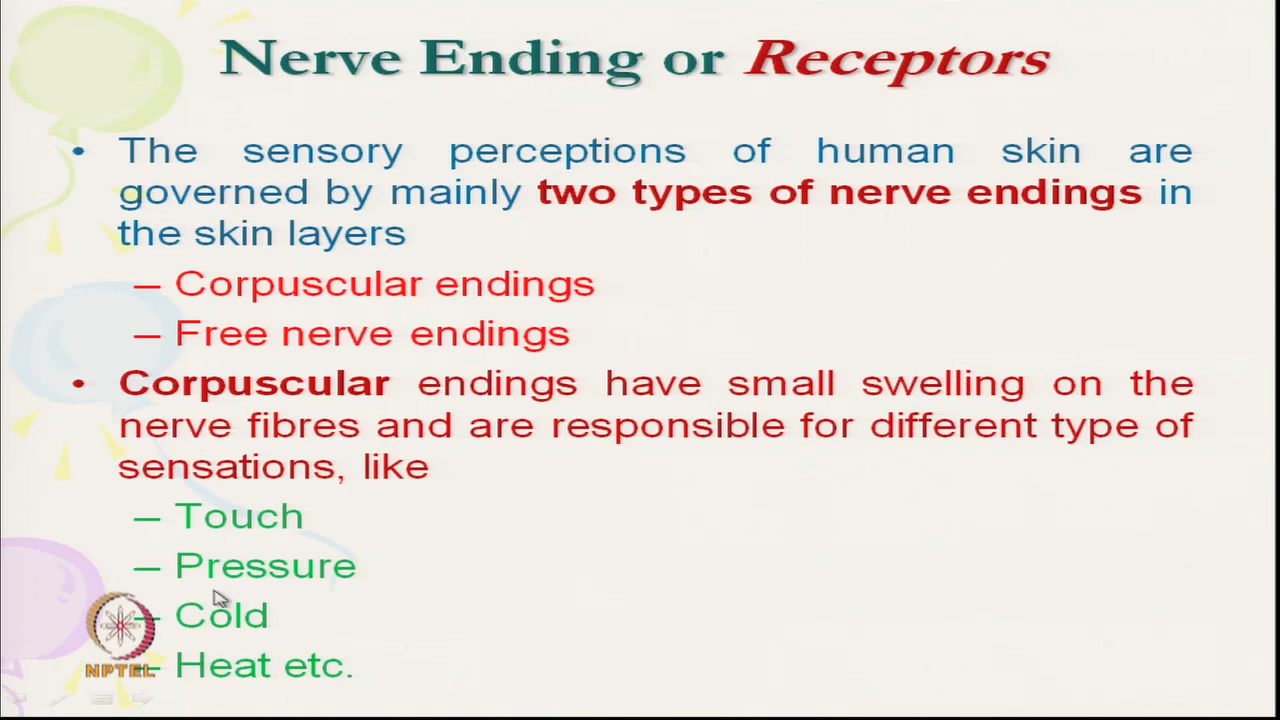 Nerve Ending or Receptors
• The sensory perceptions of human skin are
governed by mainly two types of nerve endings in
the skin layers
– Corpuscular endings
– Free nerve endings
• Corpuscular endings have small swelling on the
nerve fibres and are responsible for different type of
sensations, like
– Touch
– Pressure
– Cold
– Heat etc.
NPTEL